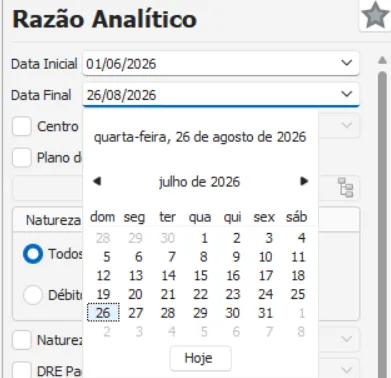 Razão Analítico
Data Inicial 01/06/2026
Data Final 26/08/2026
Centro
quarta-feira, 26 de agosto de 2026
Plano d
julho de 2026
dom seg ter qua qui sex sáb
28 29 30 1 2 3 4
Natureza
5 6 7 8 9 10 11
Todos
12 13 14 15 16 17 18
19 20 21 22 23 24 25
Débito
26 27 28 29 30 31 1
2 3 4 5 6 7 8
Naturez
Hoje
DRE Pa